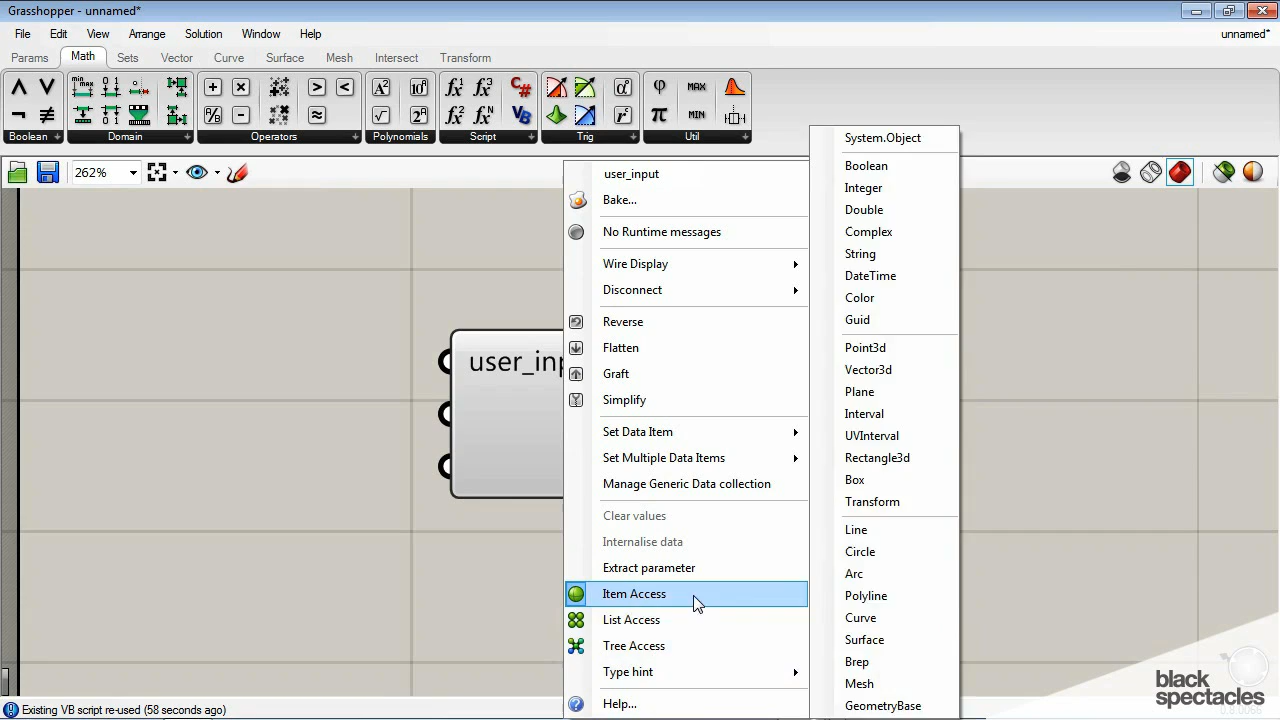 Grasshopper - unnamed*
File Edit View Arrange Solution Window Help unnamed*
Params Math Sets Vector Curve Surface Mesh Intersect Transform
Boolean Domain Operators Polynomials Script Trig Util
262%
user_input
Bake...
No Runtime messages
Wire Display
Disconnect
Reverse
Flatten
Graft
Simplify
Set Data Item
Set Multiple Data Items
Manage Generic Data collection
Clear values
Internalise data
Extract parameter
Item Access
List Access
Tree Access
Type hint
Help...
System.Object
Boolean
Integer
Double
Complex
String
DateTime
Color
Guid
Point3d
Vector3d
Plane
Interval
UVInterval
Rectangle3d
Box
Transform
Line
Circle
Arc
Polyline
Curve
Surface
Brep
Mesh
GeometryBase
black
spectacles
Existing VB script re-used (58 seconds ago)